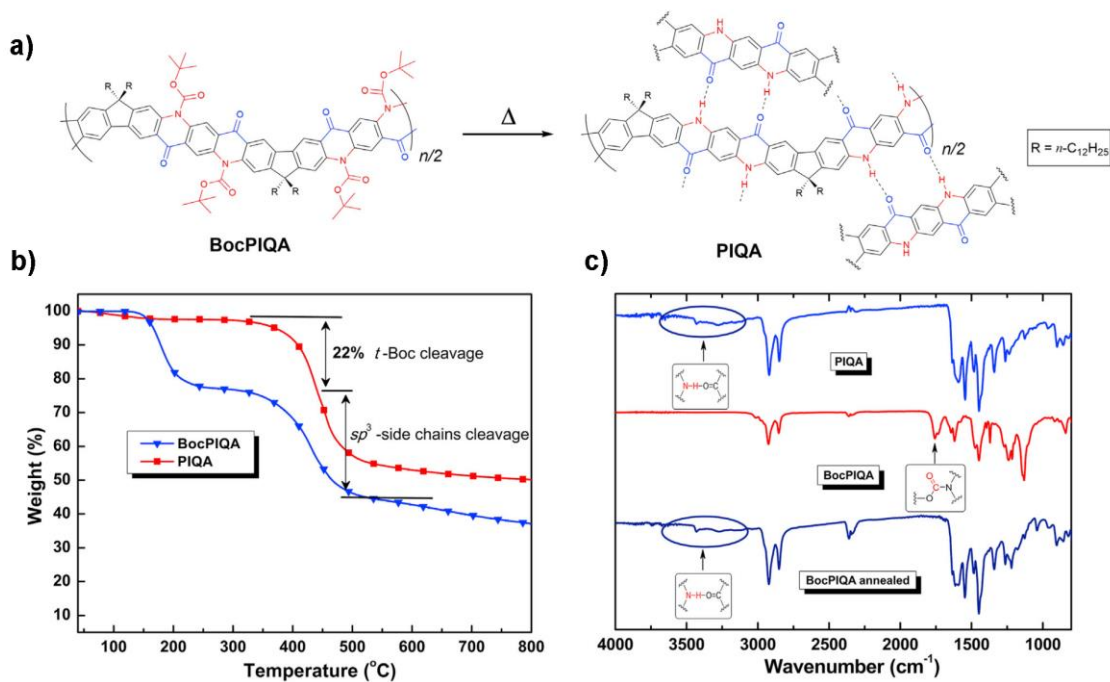 a)
BocPIQA
n/2
Δ
PIQA
n/2
R = n-C12H25
b)
Weight (%)
100
90
80
70
60
50
40
30
20
10
22% t-Boc cleavage
sp3-side chains cleavage
BocPIQA
PIQA
100 200 300 400 500 600 700 800
Temperature (oC)
c)
PIQA
N-H---O=C
BocPIQA
O
C
O N
BocPIQA annealed
N-H---O=C
4000 3500 3000 2500 2000 1500 1000
Wavenumber (cm-1)